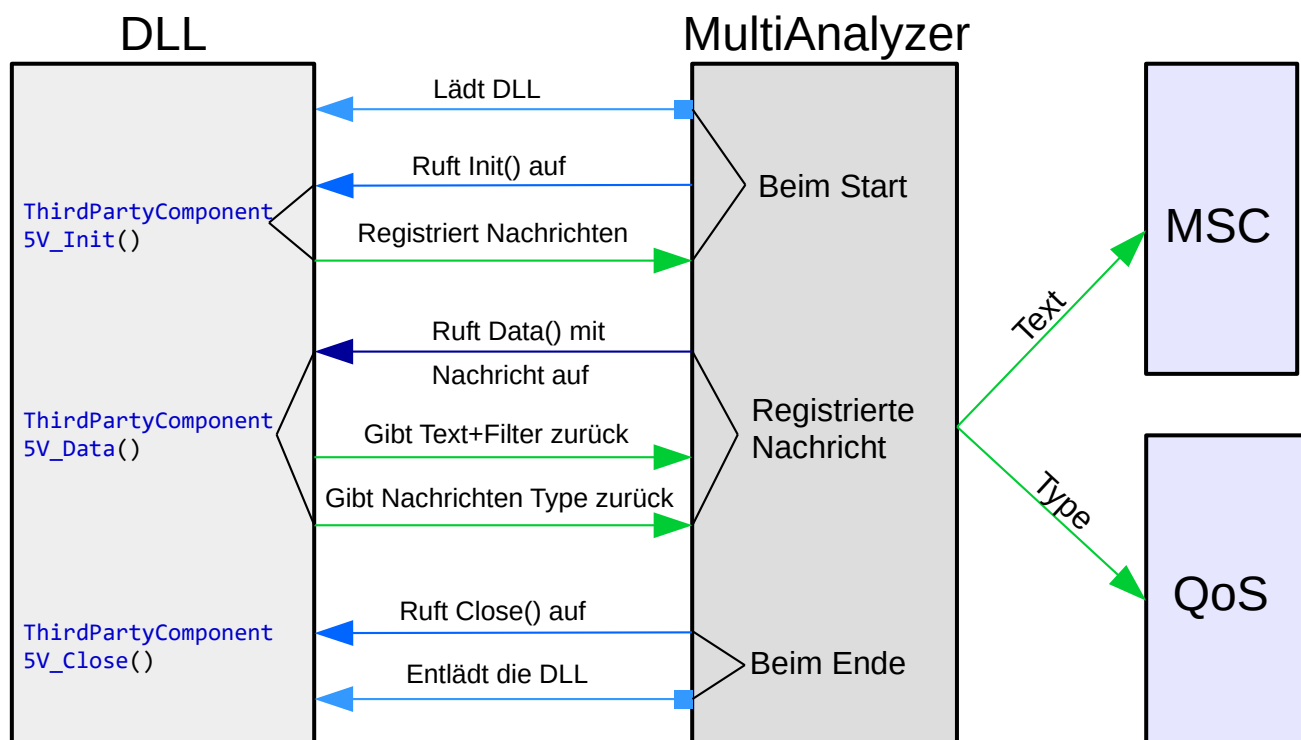 DLL
MultiAnalyzer
Lädt DLL
Ruft Init() auf
Beim Start
ThirdPartyComponent
5V_Init()
Registriert Nachrichten
MSC
Text
Ruft Data() mit
Nachricht auf
ThirdPartyComponent
5V_Data()
Gibt Text+Filter zurück
Registrierte
Nachricht
Gibt Nachrichten Type zurück
Type
QoS
Ruft Close() auf
ThirdPartyComponent
5V_Close()
Entlädt die DLL
Beim Ende